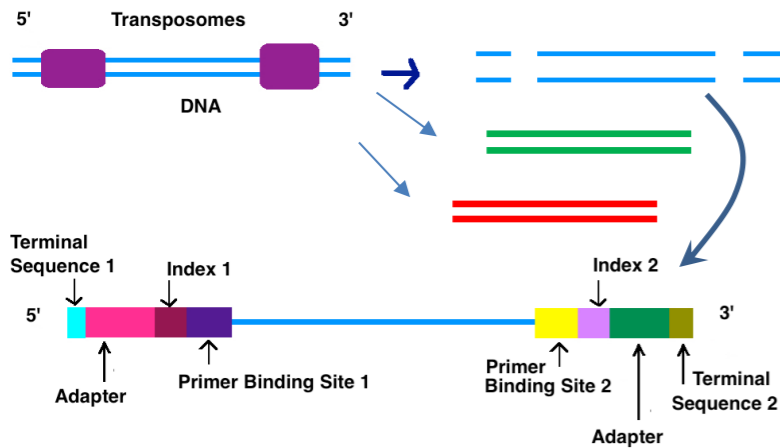 5' Transposomes 3'
DNA
Terminal
Sequence 1
Index 1
Index 2
5'
3'
Adapter
Primer Binding Site 1
Primer
Binding Site 2
Adapter
Terminal
Sequence 2